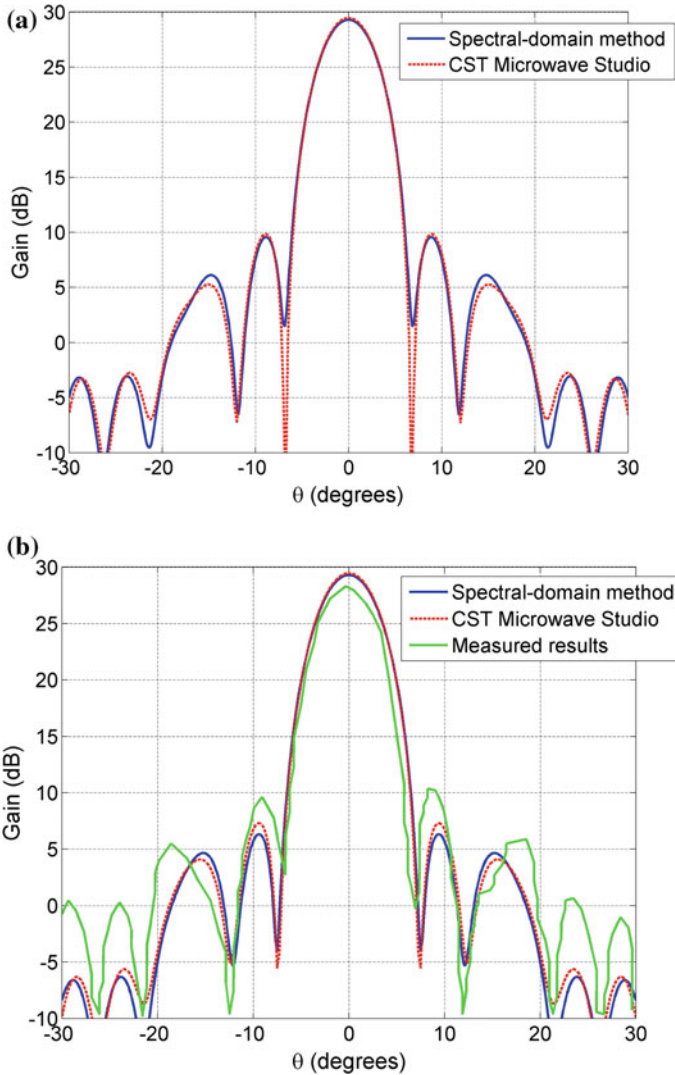 (a)
30
25
20
15
10
5
0
-5
-10
Gain (dB)
Spectral-domain method
CST Microwave Studio
-30 -20 -10 0 10 20 30
θ (degrees)
(b)
30
25
20
15
10
5
0
-5
-10
Gain (dB)
Spectral-domain method
CST Microwave Studio
Measured results
-30 -20 -10 0 10 20 30
θ (degrees)